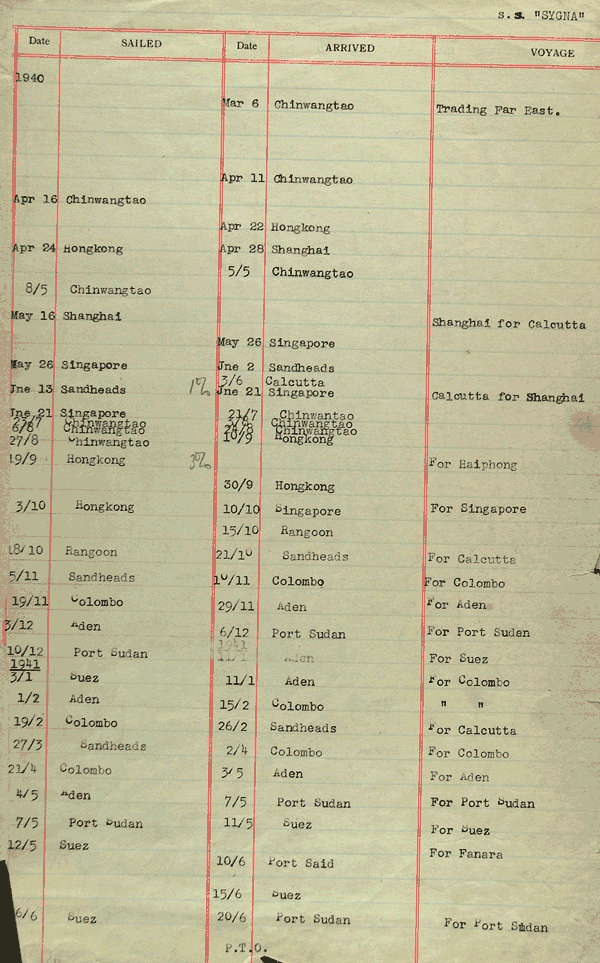 s.s. "SYGNA"
Date SAILED Date ARRIVED VOYAGE
1940
Mar 6 Chinwangtao Trading Far East.
Apr 11 Chinwangtao
Apr 16 Chinwangtao
Apr 22 Hongkong
Apr 24 Hongkong Apr 28 Shanghai
5/5 Chinwangtao
8/5 Chinwangtao
May 16 Shanghai Shanghai for Calcutta
May 26 Singapore
May 26 Singapore Jne 2 Sandheads
3/6 Calcutta
Jne 13 Sandheads Jne 21 Singapore Calcutta for Shanghai
Jne 21 Singapore 21/7 Chinwantao
Chinwangtao Chinwangtao
6/8 Chinwangtao Chinwangtao
27/8 Chinwangtao 10/9 Hongkong
19/9 Hongkong For Haiphong
30/9 Hongkong
3/10 Hongkong 10/10 Singapore For Singapore
15/10 Rangoon
18/10 Rangoon 21/10 Sandheads For Calcutta
5/11 Sandheads 10/11 Colombo For Colombo
19/11 Colombo 29/11 Aden For Aden
3/12 Aden 6/12 Port Sudan For Port Sudan
1941
10/12 Port Sudan 11/1 Aden For Suez
1941
3/1 Suez 11/1 Aden For Colombo
1/2 Aden 15/2 Colombo " "
19/2 Colombo 26/2 Sandheads For Calcutta
27/3 Sandheads 2/4 Colombo For Colombo
21/4 Colombo 3/5 Aden For Aden
4/5 Aden 7/5 Port Sudan For Port Sudan
7/5 Port Sudan 11/5 Suez For Suez
12/5 Suez For Fanara
10/6 Port Said
15/6 Suez
6/6 Suez 20/6 Port Sudan For Port Sudan
P.T.O.